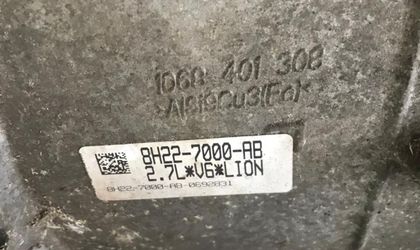 1068 401 308
>AlSi9Cu3(Fe)<
8H22-7000-AB
2.7L*V6*LION
8H22-7000-AB-0692831